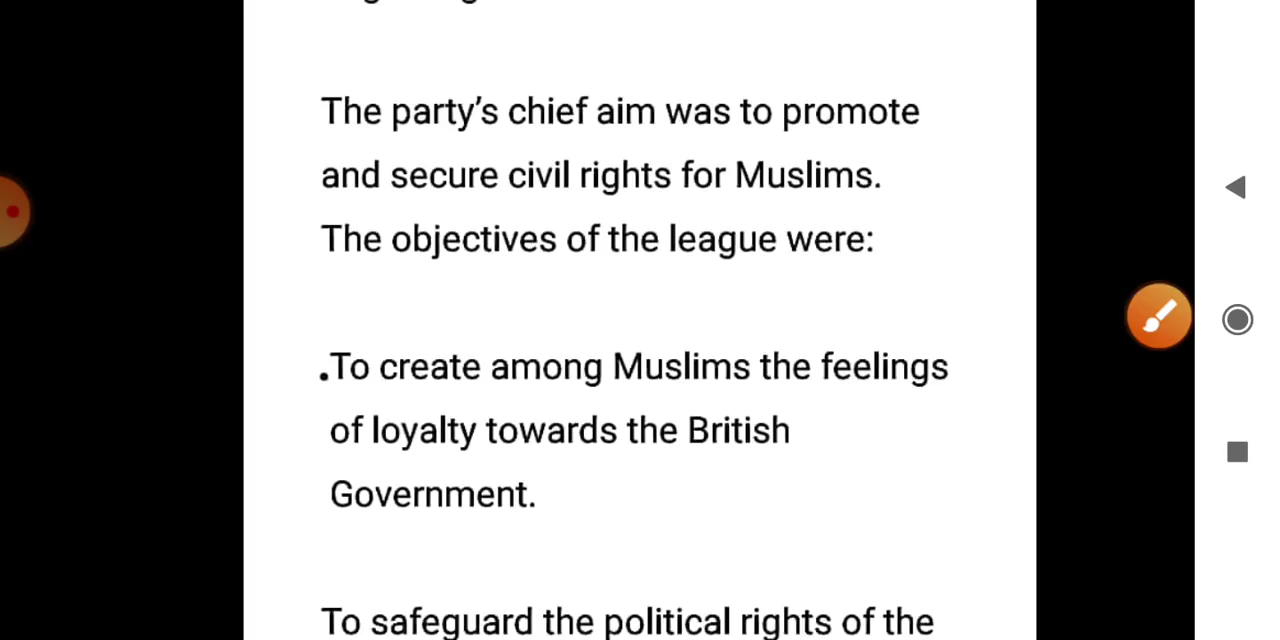 The party’s chief aim was to promote
and secure civil rights for Muslims.
The objectives of the league were:
.To create among Muslims the feelings
of loyalty towards the British
Government.
To safeguard the political rights of the